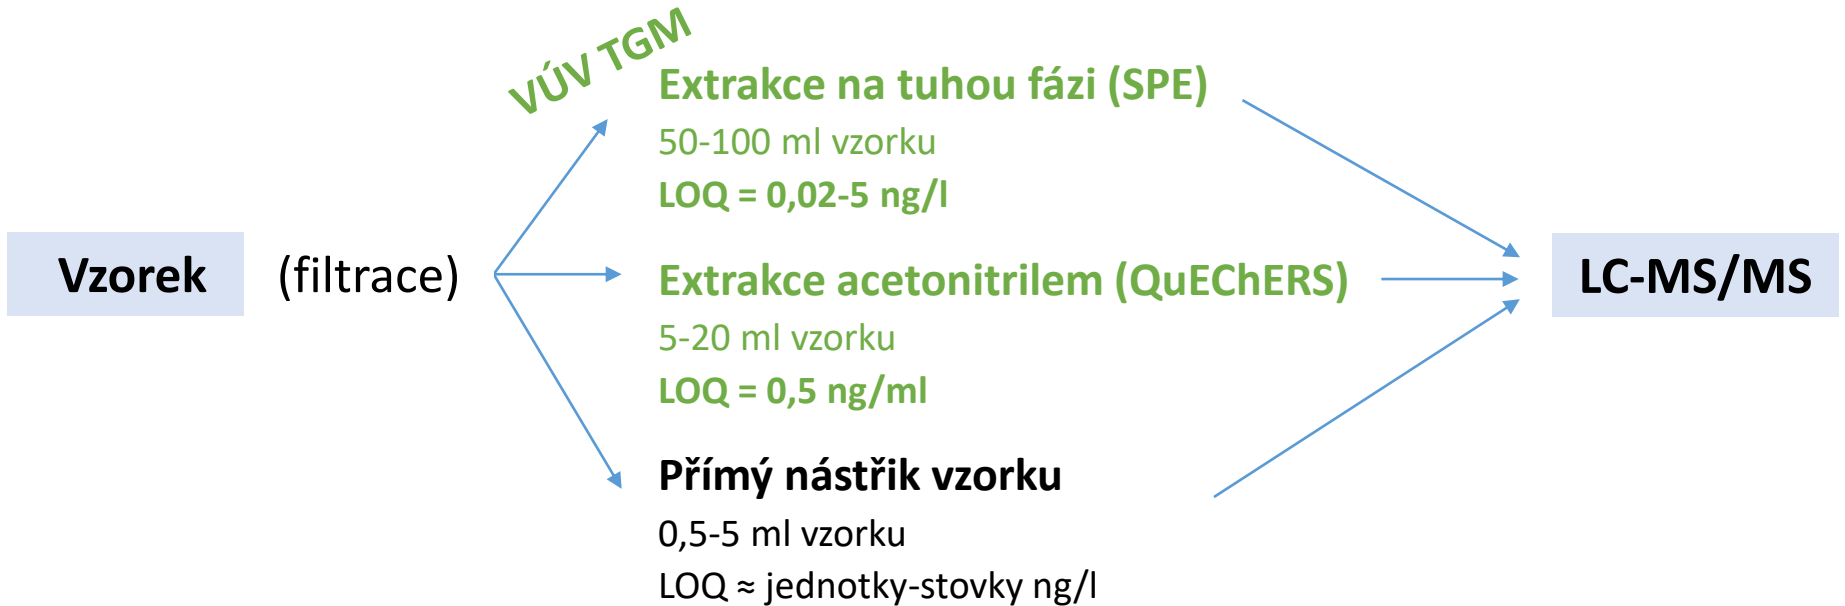 VÚV TGM
Extrakce na tuhou fázi (SPE)
50-100 ml vzorku
LOQ = 0,02-5 ng/l
Vzorek
(filtrace)
Extrakce acetonitrilem (QuEChERS)
5-20 ml vzorku
LOQ = 0,5 ng/ml
LC-MS/MS
Přímý nástřik vzorku
0,5-5 ml vzorku
LOQ ≈ jednotky-stovky ng/l